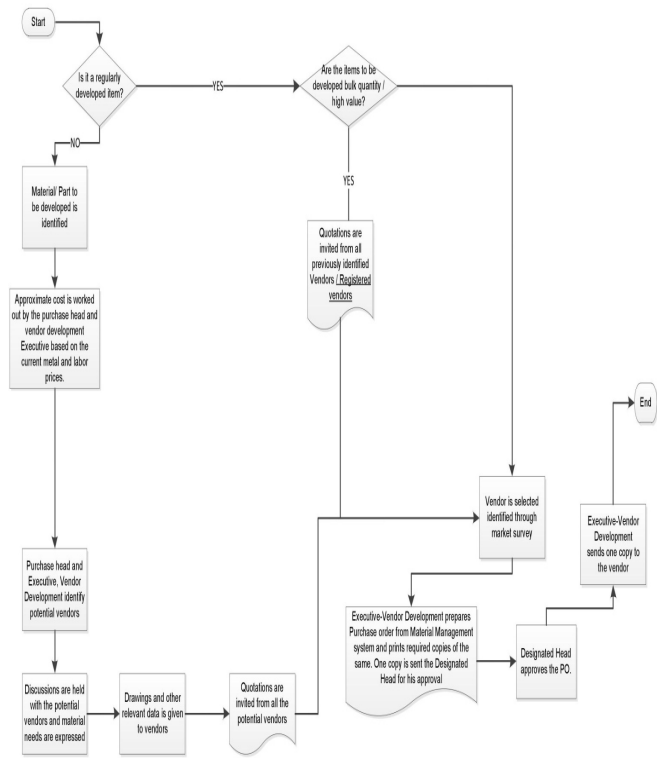 Start
Is it a regularly
developed item?
YES
Are the items to be
developed bulk quantity /
high value?
NO
YES
Material/ Part to
be developed is
identified
Quotations are
invited from all
previously identified
Vendors / Registered
vendors
Approximate cost is worked
out by the purchase head and
vendor development
Executive based on the
current metal and labor
prices.
End
Vendor is selected
identified through
market survey
Executive-Vendor
Development
sends one copy to
the vendor
Purchase head and
Executive, Vendor
Development identify
potential vendors
Executive-Vendor Development prepares
Purchase order from Material Management
system and prints required copies of the
same. One copy is sent the Designated
Head for his approval
Designated Head
approves the PO.
Discussions are held
with the potential
vendors and material
needs are expressed
Drawings and other
relevant data is given
to vendors
Quotations are
invited from all the
potential vendors